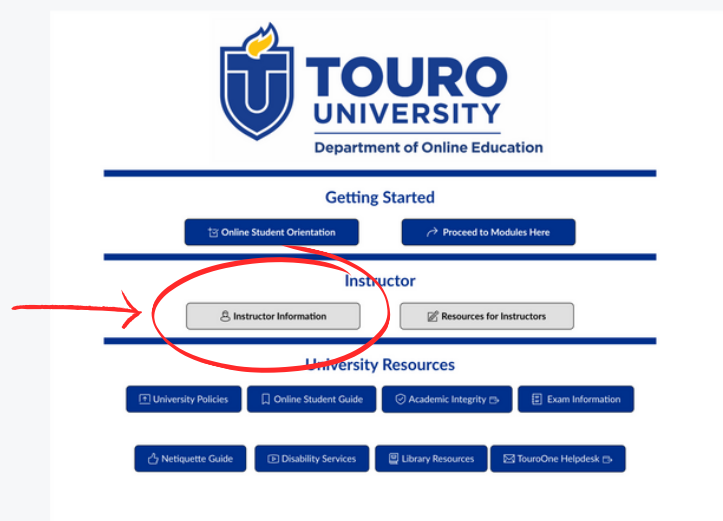 TOURO
UNIVERSITY
Department of Online Education
Getting Started
Online Student Orientation
Proceed to Modules Here
Instructor
Instructor Information
Resources for Instructors
University Resources
University Policies
Online Student Guide
Academic Integrity
Exam Information
Netiquette Guide
Disability Services
Library Resources
TouroOne Helpdesk